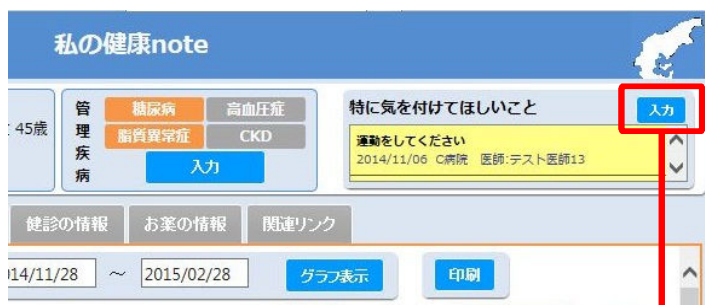 私の健康note
45歳
管理疾病
糖尿病 高血圧症
脂質異常症 CKD
入力
特に気を付けてほしいこと 入力
運動をしてください
2014/11/06 C病院 医師:テスト医師13
健診の情報 お薬の情報 関連リンク
014/11/28 ～ 2015/02/28 グラフ表示 印刷